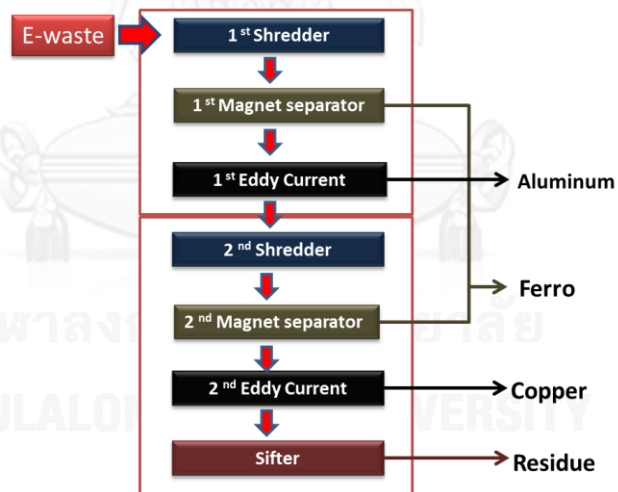 E-waste
1st Shredder
1st Magnet separator
1st Eddy Current
Aluminum
2nd Shredder
Ferro
2nd Magnet separator
2nd Eddy Current
Copper
Sifter
Residue